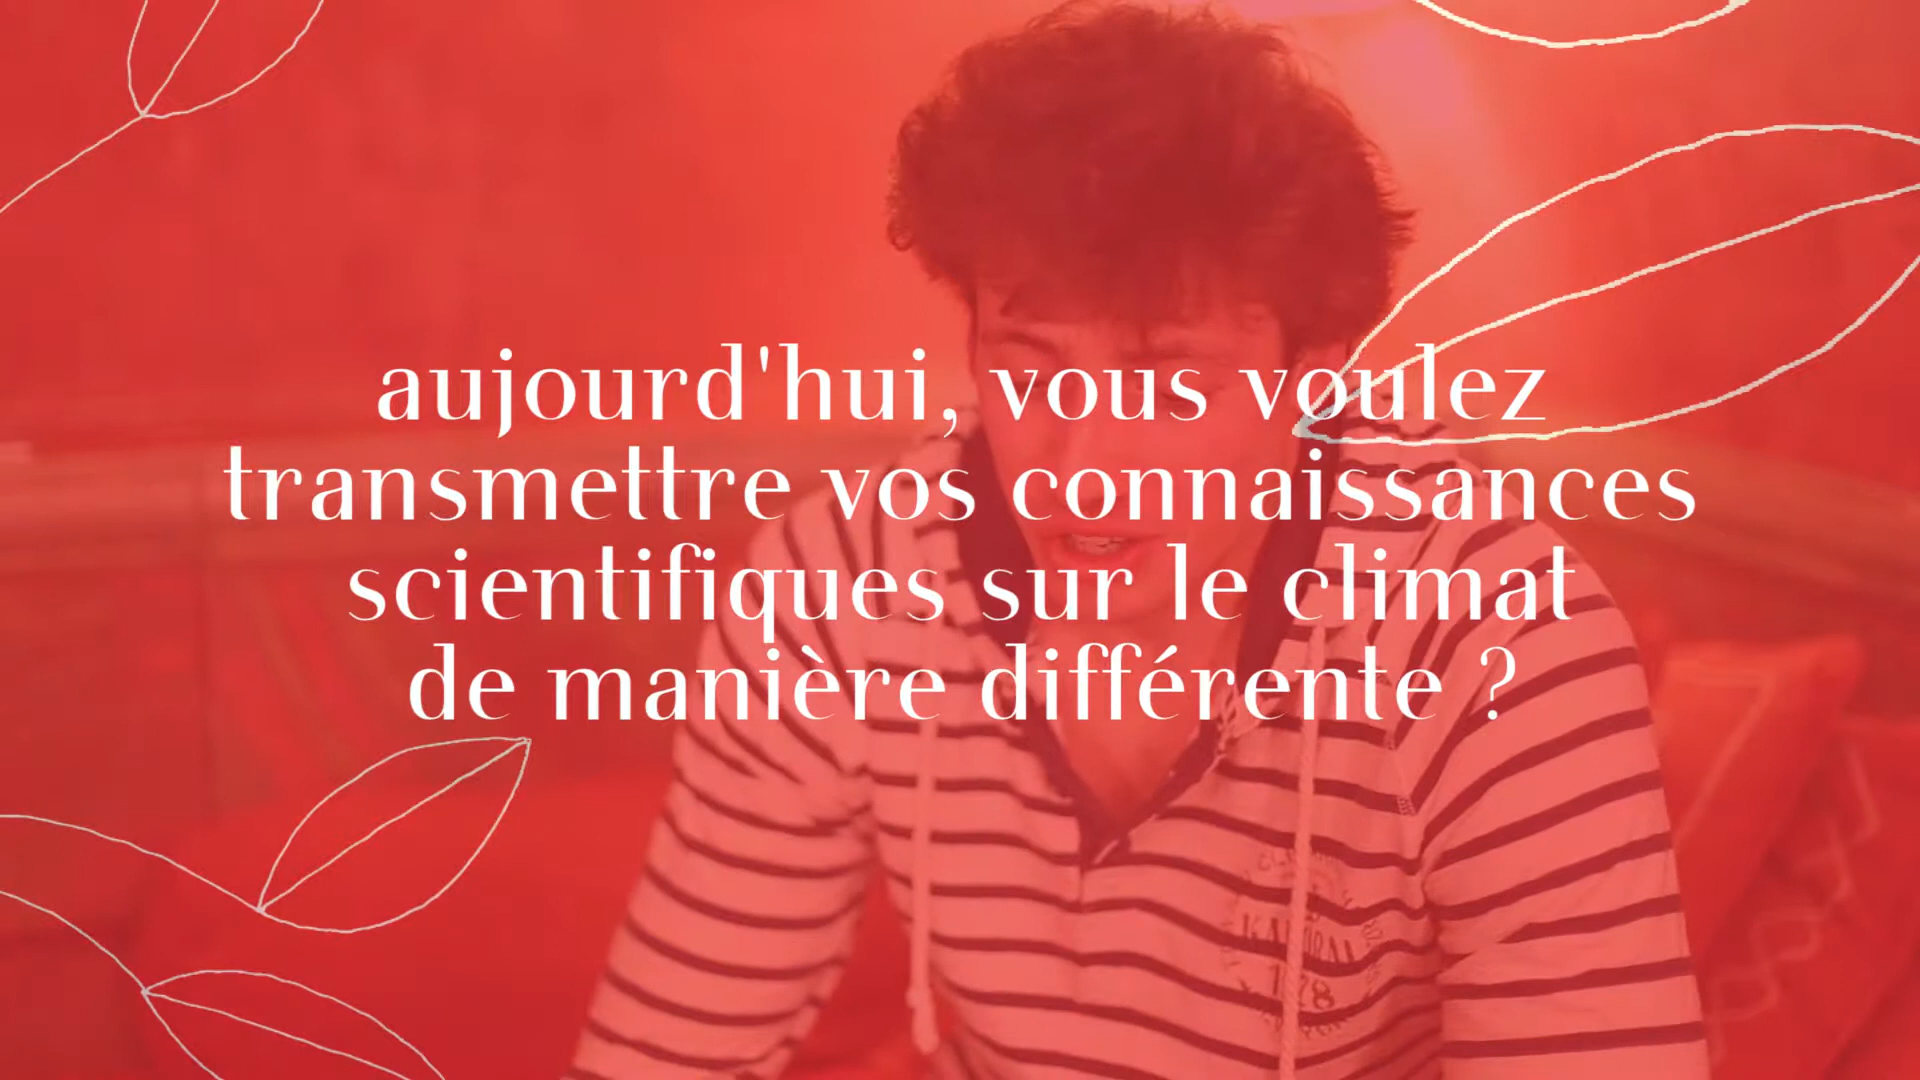 aujourd'hui, vous voulez
transmettre vos connaissances
scientifiques sur le climat
de manière différente ?